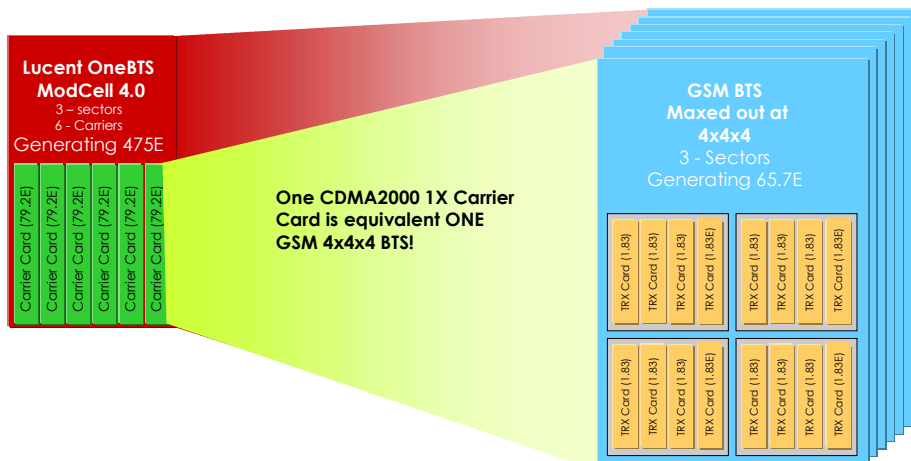 Lucent OneBTS
ModCell 4.0
3 – sectors
6 - Carriers
Generating 475E
Carrier Card (79.2E)
Carrier Card (79.2E)
Carrier Card (79.2E)
Carrier Card (79.2E)
Carrier Card (79.2E)
Carrier Card (79.2E)
One CDMA2000 1X Carrier
Card is equivalent ONE
GSM 4x4x4 BTS!
GSM BTS
Maxed out at
4x4x4
3 - Sectors
Generating 65.7E
TRX Card (1.83)
TRX Card (1.83)
TRX Card (1.83)
TRX Card (1.83E)
TRX Card (1.83)
TRX Card (1.83)
TRX Card (1.83)
TRX Card (1.83E)
TRX Card (1.83)
TRX Card (1.83)
TRX Card (1.83)
TRX Card (1.83E)
TRX Card (1.83)
TRX Card (1.83)
TRX Card (1.83)
TRX Card (1.83E)